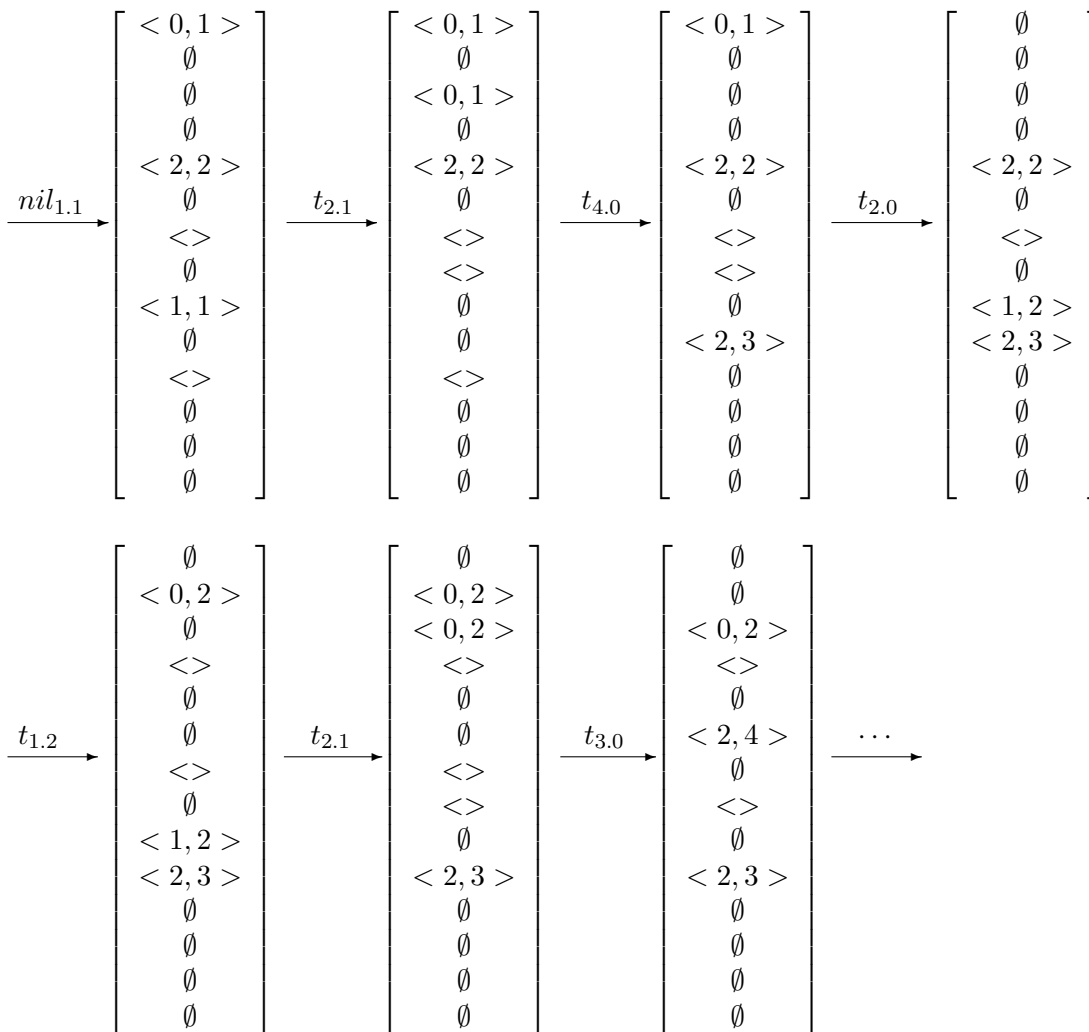 < 0, 1 > < 0, 1 > < 0, 1 > ∅
∅ ∅ ∅ ∅
∅ < 0, 1 > ∅ ∅
∅ ∅ ∅ ∅
< 2, 2 > < 2, 2 > < 2, 2 > < 2, 2 >
nil1.1 ∅ t2.1 ∅ t4.0 ∅ t2.0 ∅
<> <> <> <>
∅ <> <> ∅
< 1, 1 > ∅ ∅ < 1, 2 >
∅ ∅ < 2, 3 > < 2, 3 >
<> <> ∅ ∅
∅ ∅ ∅ ∅
∅ ∅ ∅ ∅
∅ ∅ ∅ ∅
∅ ∅ ∅
< 0, 2 > < 0, 2 > ∅
∅ < 0, 2 > < 0, 2 >
<> <> <>
∅ ∅ ∅
t1.2 ∅ t2.1 ∅ t3.0 < 2, 4 > · · ·
<> <> ∅
∅ <> <>
< 1, 2 > ∅ ∅
< 2, 3 > < 2, 3 > < 2, 3 >
∅ ∅ ∅
∅ ∅ ∅
∅ ∅ ∅
∅ ∅ ∅